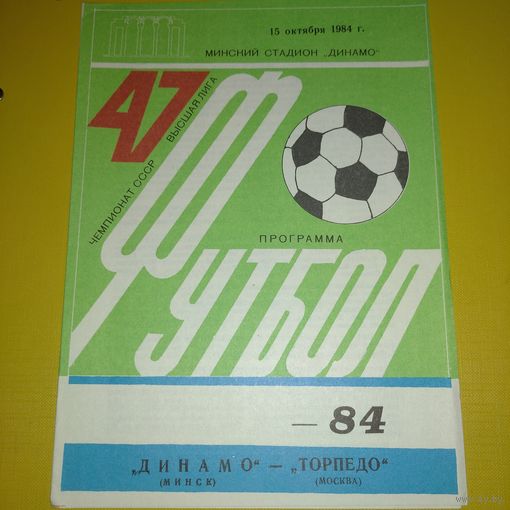 15 октября 1984 г.
МИНСКИЙ СТАДИОН „ДИНАМО“
47
ЧЕМПИОНАТ СССР
ВЫСШАЯ ЛИГА
ПРОГРАММА
ФУТБОЛ
— 84
„ДИНАМО“ — „ТОРПЕДО“
(МИНСК) (МОСКВА)